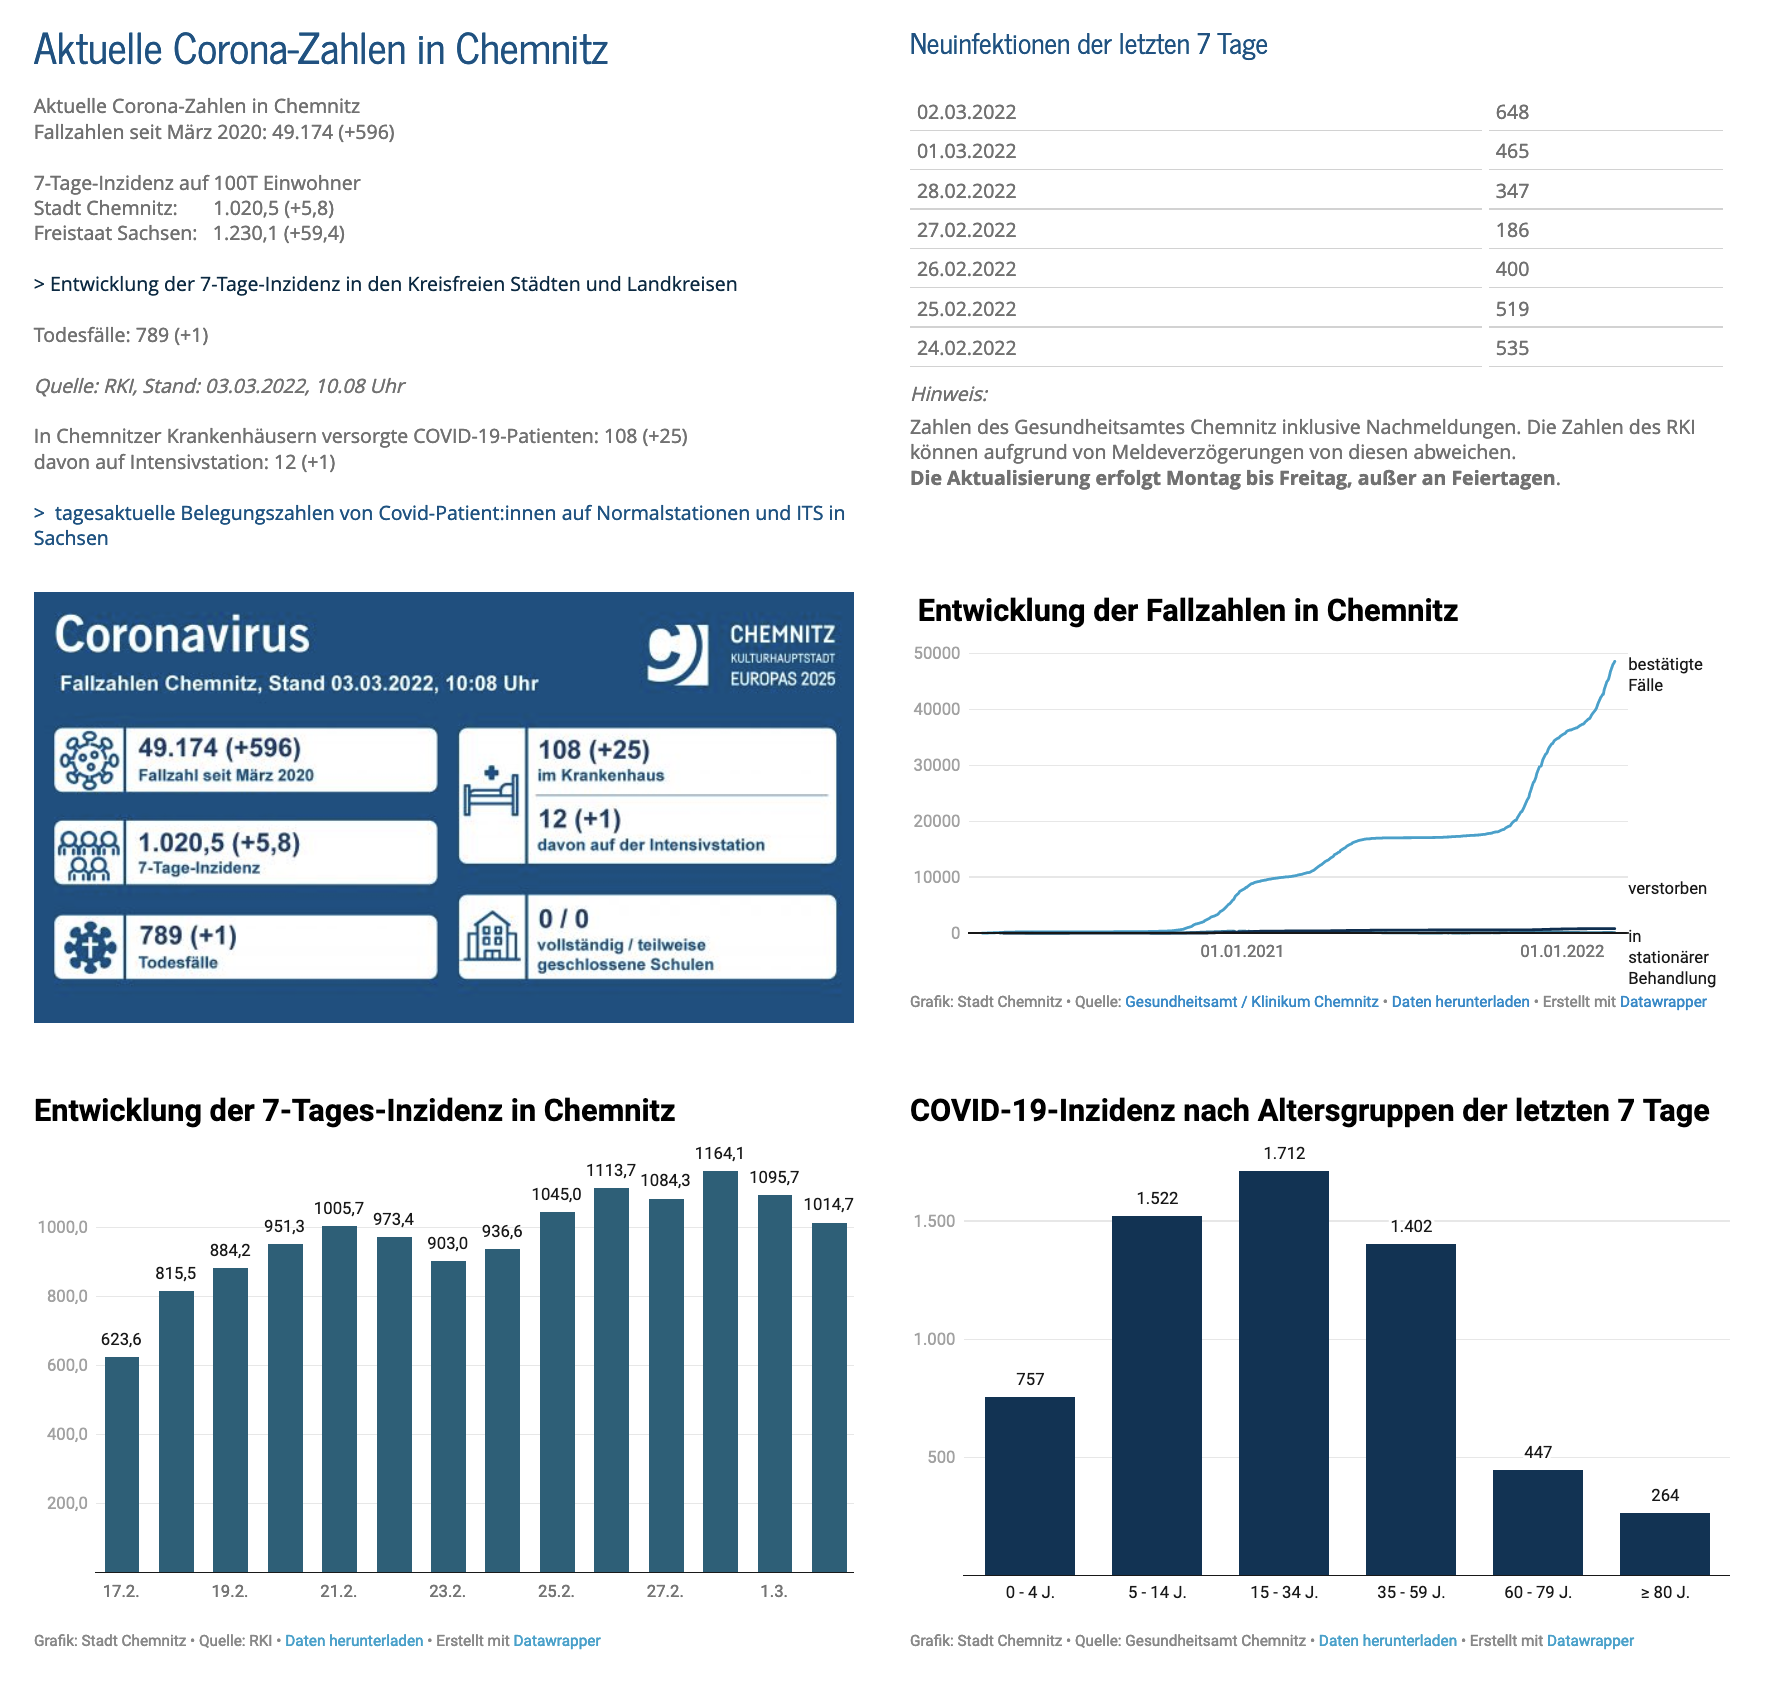 Aktuelle Corona-Zahlen in Chemnitz
Aktuelle Corona-Zahlen in Chemnitz
Fallzahlen seit März 2020: 49.174 (+596)
7-Tage-Inzidenz auf 100T Einwohner
Stadt Chemnitz: 1.020,5 (+5,8)
Freistaat Sachsen: 1.230,1 (+59,4)
> Entwicklung der 7-Tage-Inzidenz in den Kreisfreien Städten und Landkreisen
Todesfälle: 789 (+1)
Quelle: RKI, Stand: 03.03.2022, 10.08 Uhr
In Chemnitzer Krankenhäusern versorgte COVID-19-Patienten: 108 (+25)
davon auf Intensivstation: 12 (+1)
> tagesaktuelle Belegungszahlen von Covid-Patient:innen auf Normalstationen und ITS in
Sachsen
Neuinfektionen der letzten 7 Tage
02.03.2022 648
01.03.2022 465
28.02.2022 347
27.02.2022 186
26.02.2022 400
25.02.2022 519
24.02.2022 535
Hinweis:
Zahlen des Gesundheitsamtes Chemnitz inklusive Nachmeldungen. Die Zahlen des RKI
können aufgrund von Meldeverzögerungen von diesen abweichen.
Die Aktualisierung erfolgt Montag bis Freitag, außer an Feiertagen.
Coronavirus
Fallzahlen Chemnitz, Stand 03.03.2022, 10:08 Uhr
CHEMNITZ
KULTURHAUPTSTADT
EUROPAS 2025
49.174 (+596)
Fallzahl seit März 2020
1.020,5 (+5,8)
7-Tage-Inzidenz
789 (+1)
Todesfälle
108 (+25)
im Krankenhaus
12 (+1)
davon auf der Intensivstation
0 / 0
vollständig / teilweise
geschlossene Schulen
Entwicklung der Fallzahlen in Chemnitz
50000
40000
30000
20000
10000
0
bestätigte
Fälle
verstorben
in
stationärer
Behandlung
01.01.2021 01.01.2022
Grafik: Stadt Chemnitz • Quelle: Gesundheitsamt / Klinikum Chemnitz • Daten herunterladen • Erstellt mit Datawrapper
Entwicklung der 7-Tages-Inzidenz in Chemnitz
1000,0
800,0
600,0
400,0
200,0
623,6
815,5
884,2
951,3
1005,7
973,4
903,0
936,6
1045,0
1113,7
1084,3
1164,1
1095,7
1014,7
17.2. 19.2. 21.2. 23.2. 25.2. 27.2. 1.3.
Grafik: Stadt Chemnitz • Quelle: RKI • Daten herunterladen • Erstellt mit Datawrapper
COVID-19-Inzidenz nach Altersgruppen der letzten 7 Tage
1.500
1.000
500
757
1.522
1.712
1.402
447
264
0 - 4 J. 5 - 14 J. 15 - 34 J. 35 - 59 J. 60 - 79 J. ≥ 80 J.
Grafik: Stadt Chemnitz • Quelle: Gesundheitsamt Chemnitz • Daten herunterladen • Erstellt mit Datawrapper